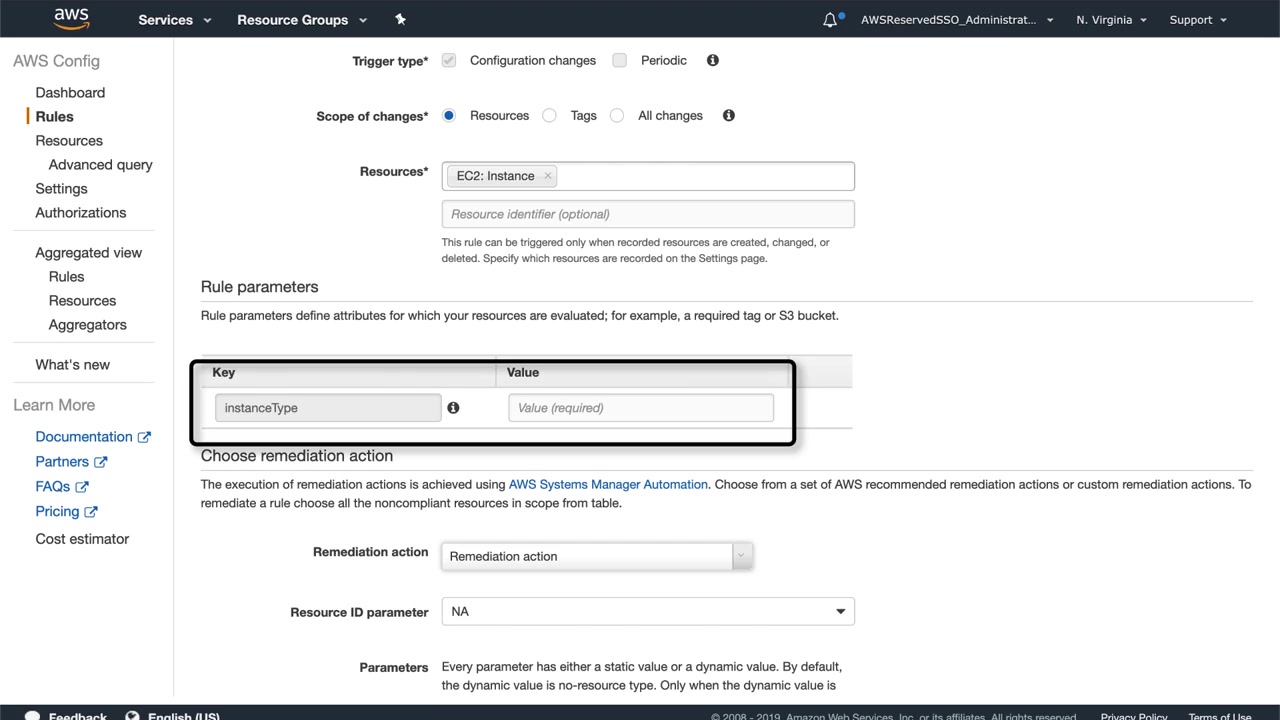 aws Services Resource Groups AWSReservedSSO_Administrat... N. Virginia Support
AWS Config
Dashboard
Rules
Resources
Advanced query
Settings
Authorizations
Aggregated view
Rules
Resources
Aggregators
What's new
Learn More
Documentation
Partners
FAQs
Pricing
Cost estimator
Trigger type* Configuration changes Periodic
Scope of changes* Resources Tags All changes
Resources* EC2: Instance ×
Resource identifier (optional)
This rule can be triggered only when recorded resources are created, changed, or
deleted. Specify which resources are recorded on the Settings page.
Rule parameters
Rule parameters define attributes for which your resources are evaluated; for example, a required tag or S3 bucket.
Key Value
instanceType Value (required)
Choose remediation action
The execution of remediation actions is achieved using AWS Systems Manager Automation. Choose from a set of AWS recommended remediation actions or custom remediation actions. To
remediate a rule choose all the noncompliant resources in scope from table.
Remediation action Remediation action
Resource ID parameter NA
Parameters Every parameter has either a static value or a dynamic value. By default,
the dynamic value is no-resource type. Only when the dynamic value is
Feedback English (US) © 2008 - 2019, Amazon Web Services, Inc. or its affiliates. All rights reserved. Privacy Policy Terms of Use